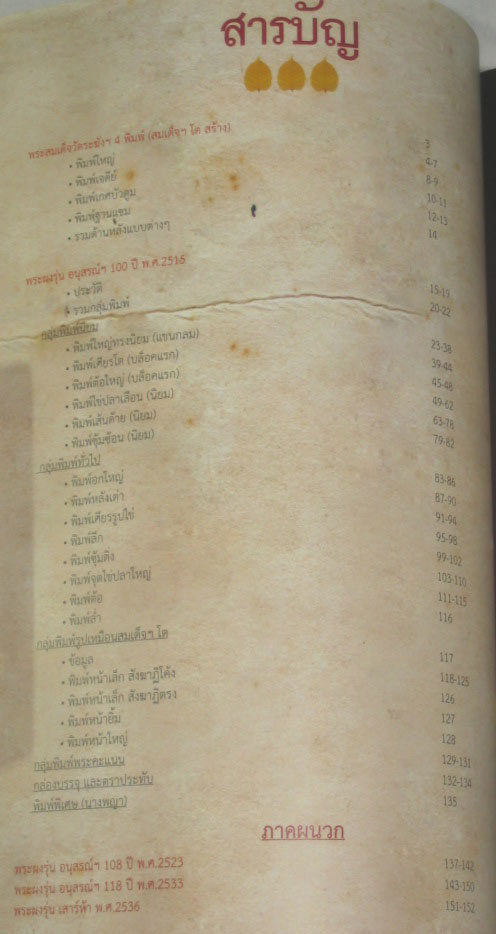 สารบัญ
พระสมเด็จวัดระฆังฯ 4 พิมพ์ (สมเด็จฯ โต สร้าง) 3
• พิมพ์ใหญ่ 4-7
• พิมพ์เจดีย์ 8-9
• พิมพ์เกศบัวตูม 10-11
• พิมพ์ฐานแซม 12-13
• รวมด้านหลังแบบต่างๆ 14
พระผงรุ่น อนุสรณ์ฯ 100 ปี พ.ศ.2516
• ประวัติ 15-19
• รวมกลุ่มพิมพ์ 20-22
กลุ่มพิมพ์นิยม
• พิมพ์ใหญ่ทรงนิยม (แขนกลม) 23-38
• พิมพ์เศียรโต (บล็อคแรก) 39-44
• พิมพ์ต้อใหญ่ (บล็อคแรก) 45-48
• พิมพ์ไข่ปลาเลือน (นิยม) 49-62
• พิมพ์เส้นด้าย (นิยม) 63-78
• พิมพ์ซุ้มซ้อน (นิยม) 79-82
กลุ่มพิมพ์ทั่วไป
• พิมพ์อกใหญ่ 83-86
• พิมพ์หลังเต่า 87-90
• พิมพ์เศียรรูปไข่ 91-94
• พิมพ์ลึก 95-98
• พิมพ์ซุ้มติ่ง 99-102
• พิมพ์จุดไข่ปลาใหญ่ 103-110
• พิมพ์ต้อ 111-115
• พิมพ์ล่ำ 116
กลุ่มพิมพ์รูปเหมือนสมเด็จฯ โต
• ข้อมูล 117
• พิมพ์หน้าเล็ก สังฆาฏิโค้ง 118-125
• พิมพ์หน้าเล็ก สังฆาฏิตรง 126
• พิมพ์หน้ายิ้ม 127
• พิมพ์หน้าใหญ่ 128
กลุ่มพิมพ์พระคะแนน 129-131
กล่องบรรจุ และตราประทับ 132-134
พิมพ์พิเศษ (นางพญา) 135
ภาคผนวก
พระผงรุ่น อนุสรณ์ฯ 108 ปี พ.ศ.2523 137-142
พระผงรุ่น อนุสรณ์ฯ 118 ปี พ.ศ.2533 143-150
พระผงรุ่น เสาร์ห้า พ.ศ.2536 151-152